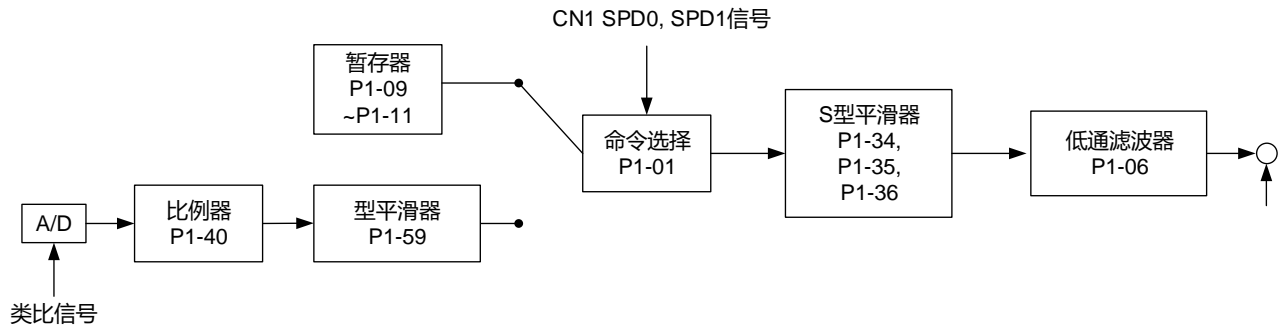 CN1 SPD0, SPD1信号
暂存器
P1-09
~P1-11
命令选择
P1-01
S型平滑器
P1-34,
P1-35,
P1-36
低通滤波器
P1-06
A/D
比例器
P1-40
型平滑器
P1-59
类比信号